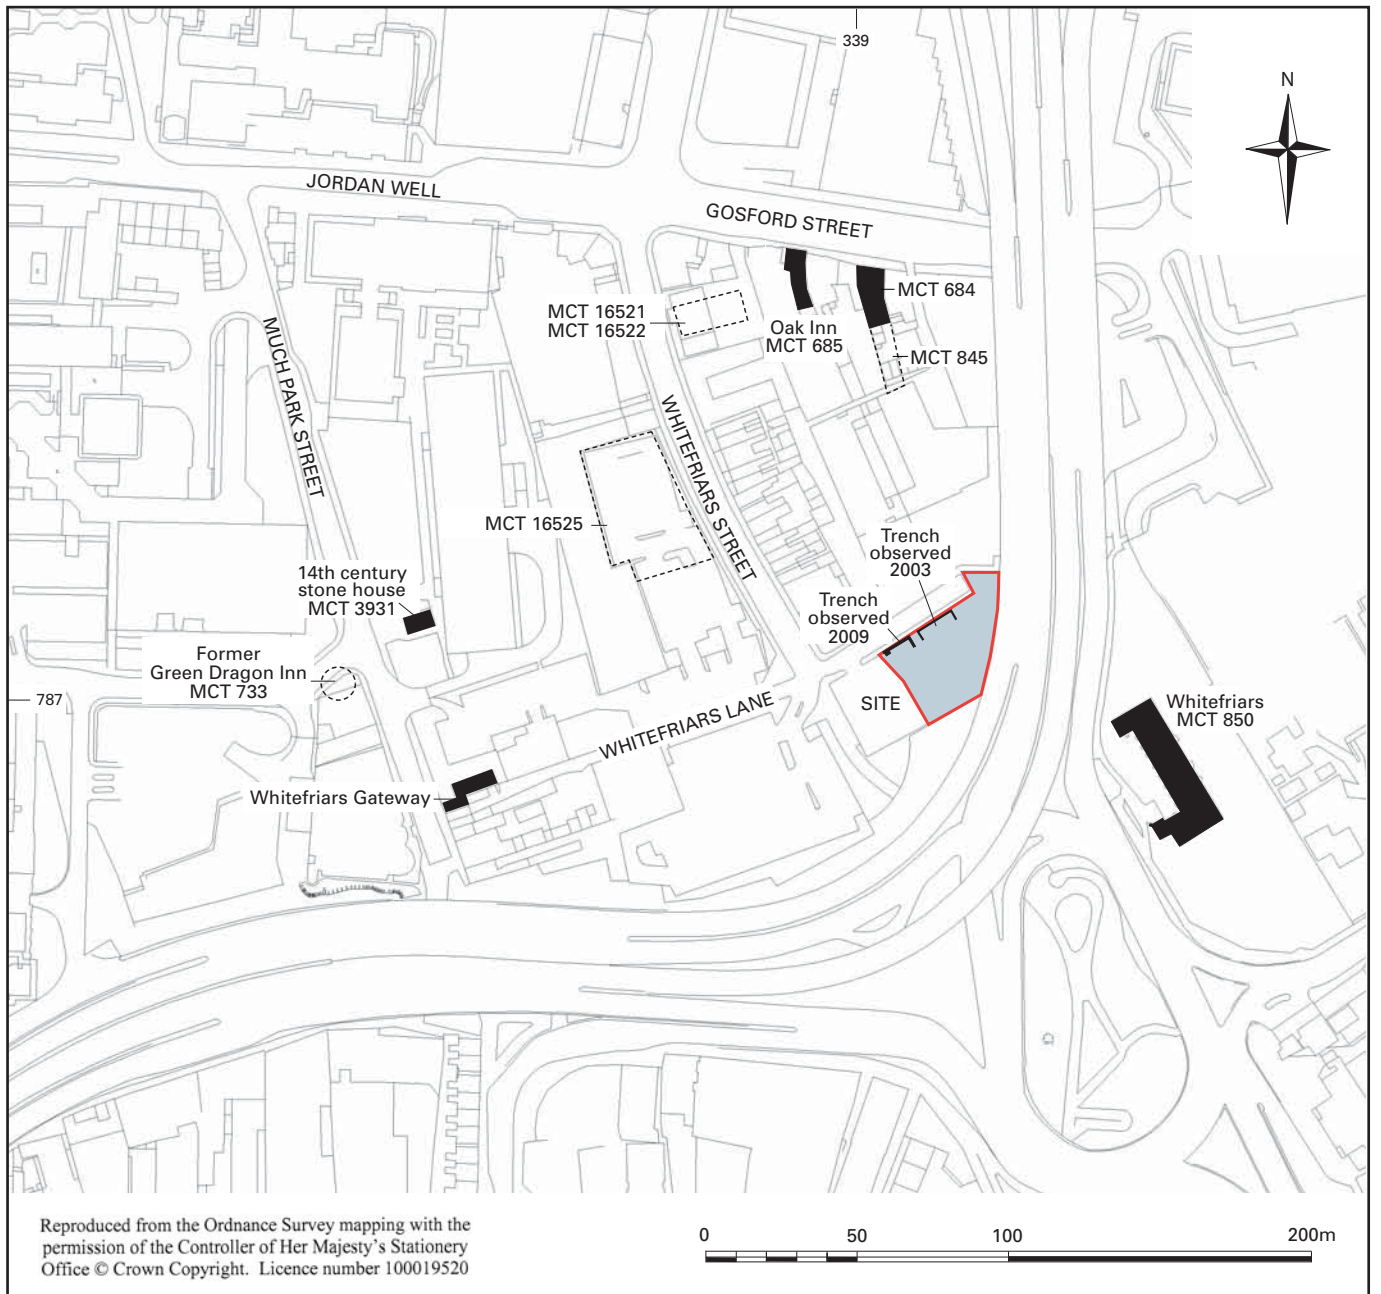 339
N
JORDAN WELL
GOSFORD STREET
MCT 684
MCT 16521
MCT 16522
Oak Inn
MCT 685
MCT 845
MUCH PARK STREET
WHITEFRIARS STREET
MCT 16525
Trench
observed
2003
14th century
stone house
MCT 3931
Trench
observed
2009
Former
Green Dragon Inn
MCT 733
787
SITE
Whitefriars
MCT 850
WHITEFRIARS LANE
Whitefriars Gateway
Reproduced from the Ordnance Survey mapping with the
permission of the Controller of Her Majesty's Stationery
Office © Crown Copyright. Licence number 100019520
0 50 100 200m